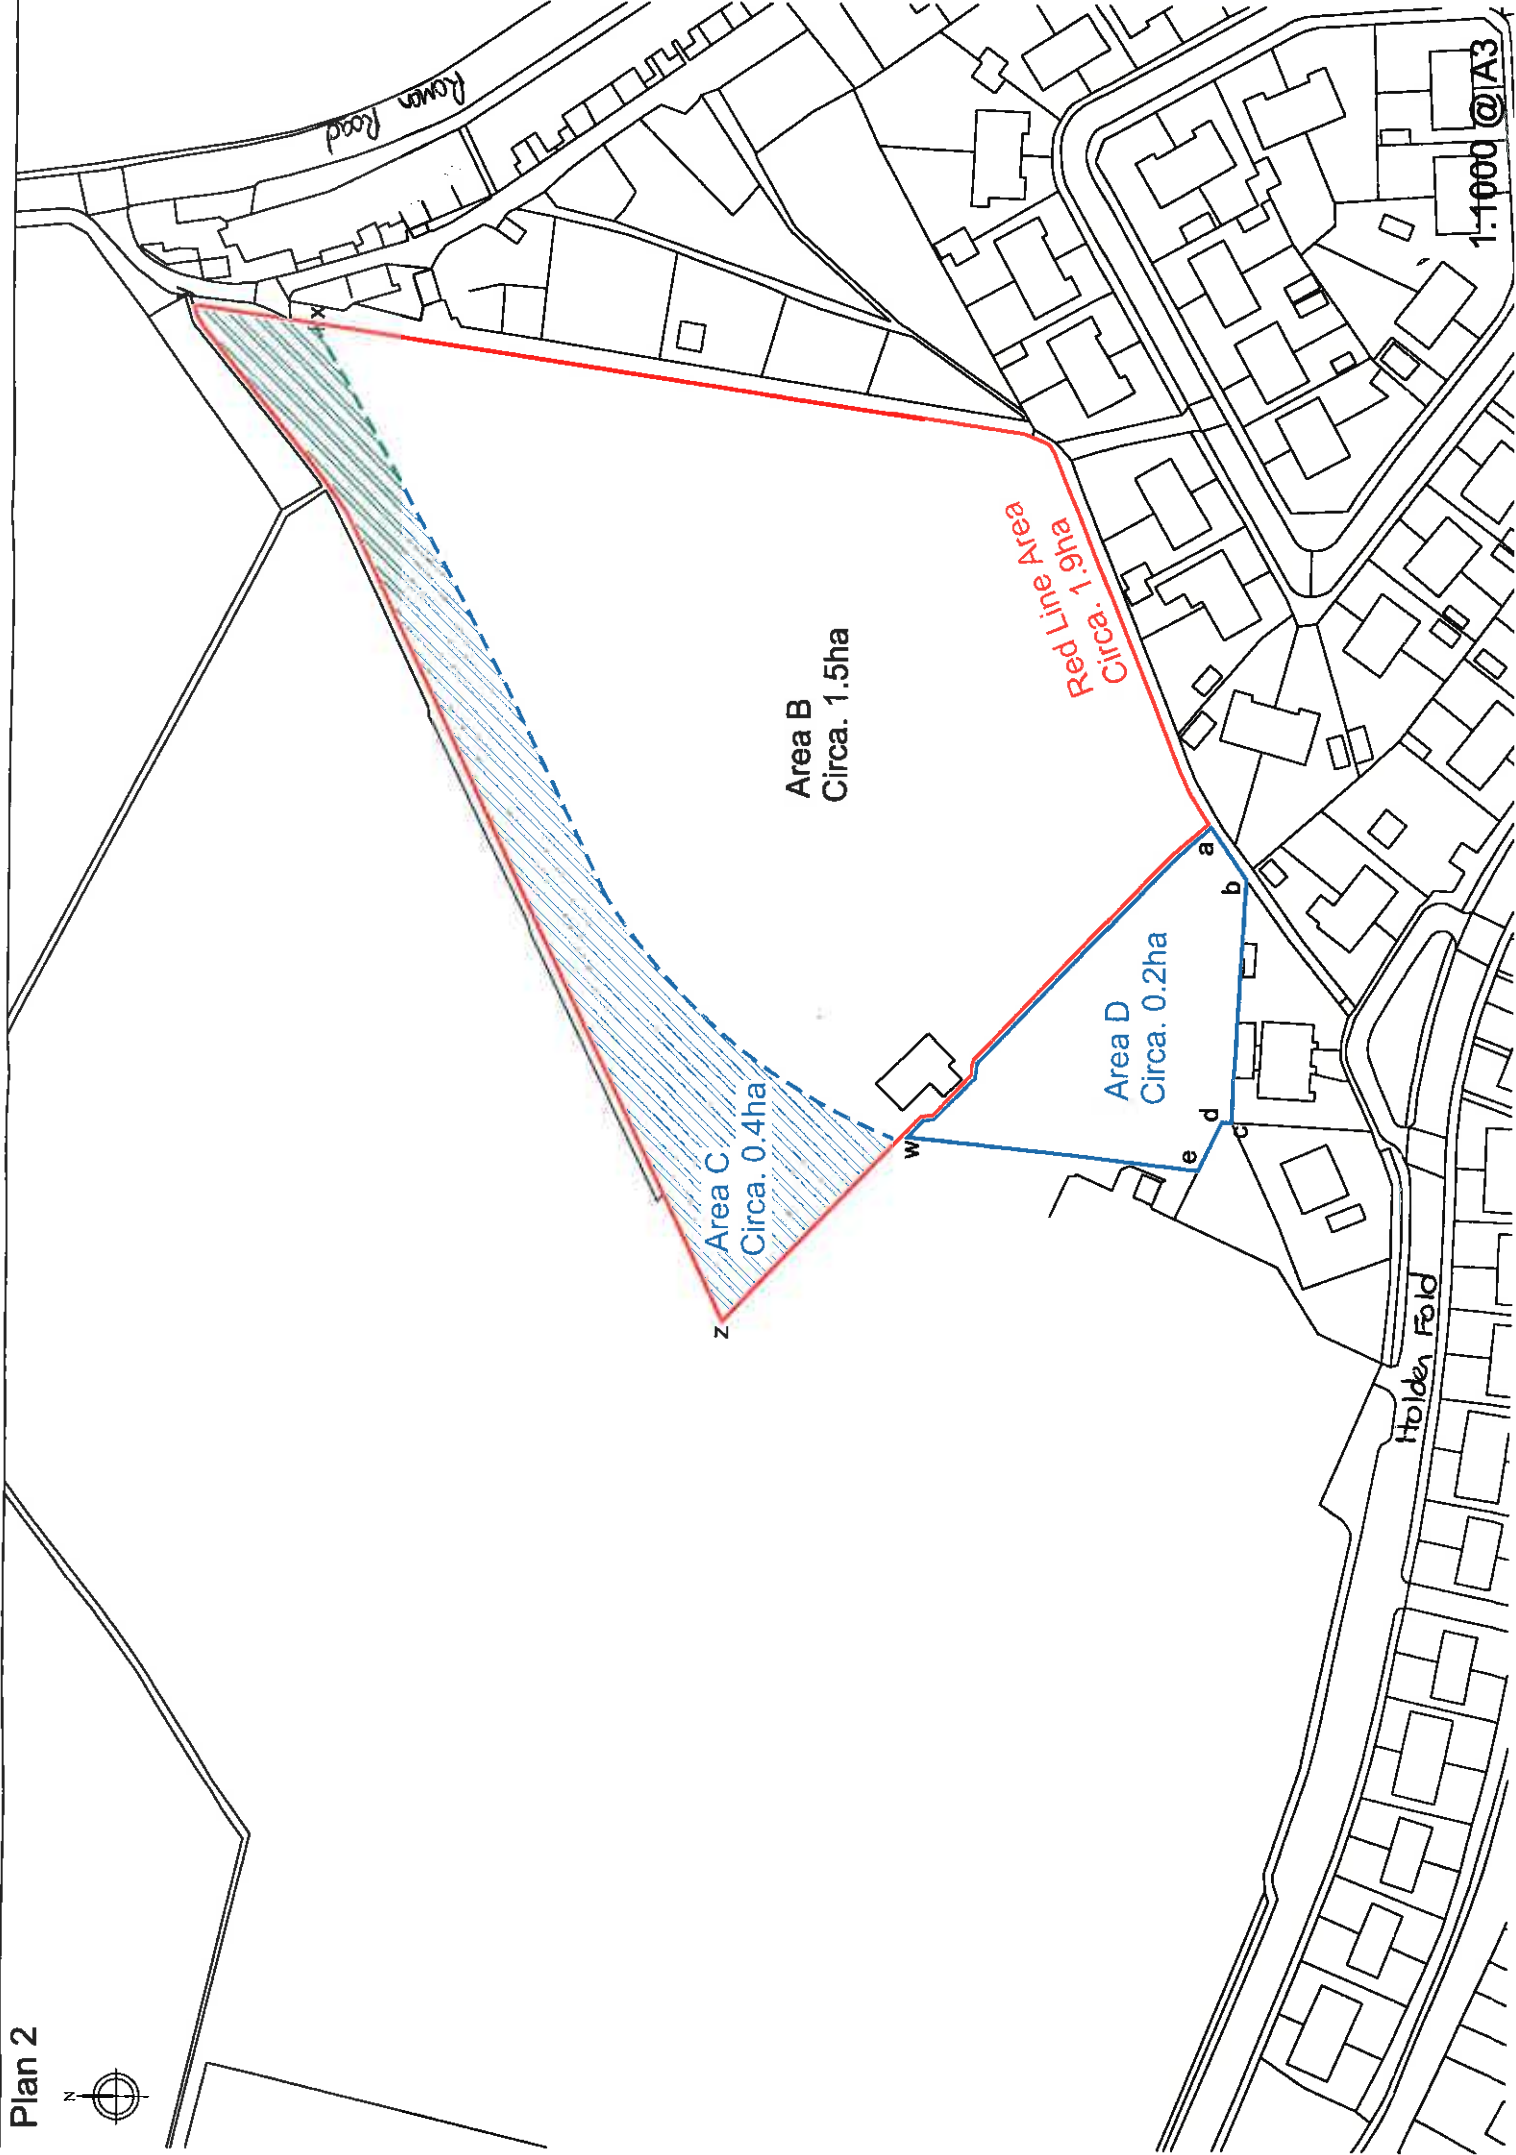 Plan 2
N
Raven
Road
x
Area B
Circa. 1.5ha
Red Line Area
Circa. 1.9ha
Area C
Circa. 0.4ha
z
w
Area D
Circa. 0.2ha
a
b
c
d
e
Holden Fold
1:1000 @ A3